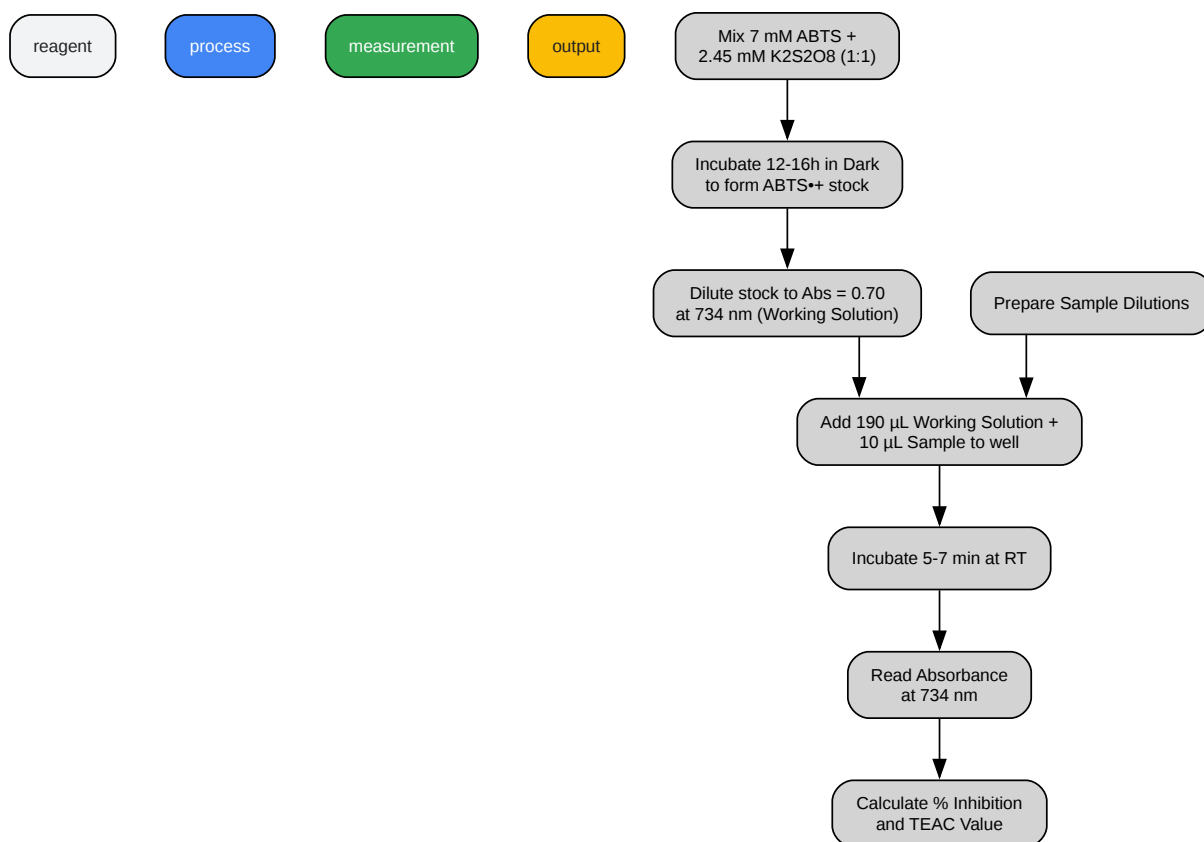 reagent
process
measurement
output
Mix 7 mM ABTS +
2.45 mM K2S2O8 (1:1)
Incubate 12-16h in Dark
to form ABTS•+ stock
Dilute stock to Abs = 0.70
at 734 nm (Working Solution)
Prepare Sample Dilutions
Add 190 µL Working Solution +
10 µL Sample to well
Incubate 5-7 min at RT
Read Absorbance
at 734 nm
Calculate % Inhibition
and TEAC Value